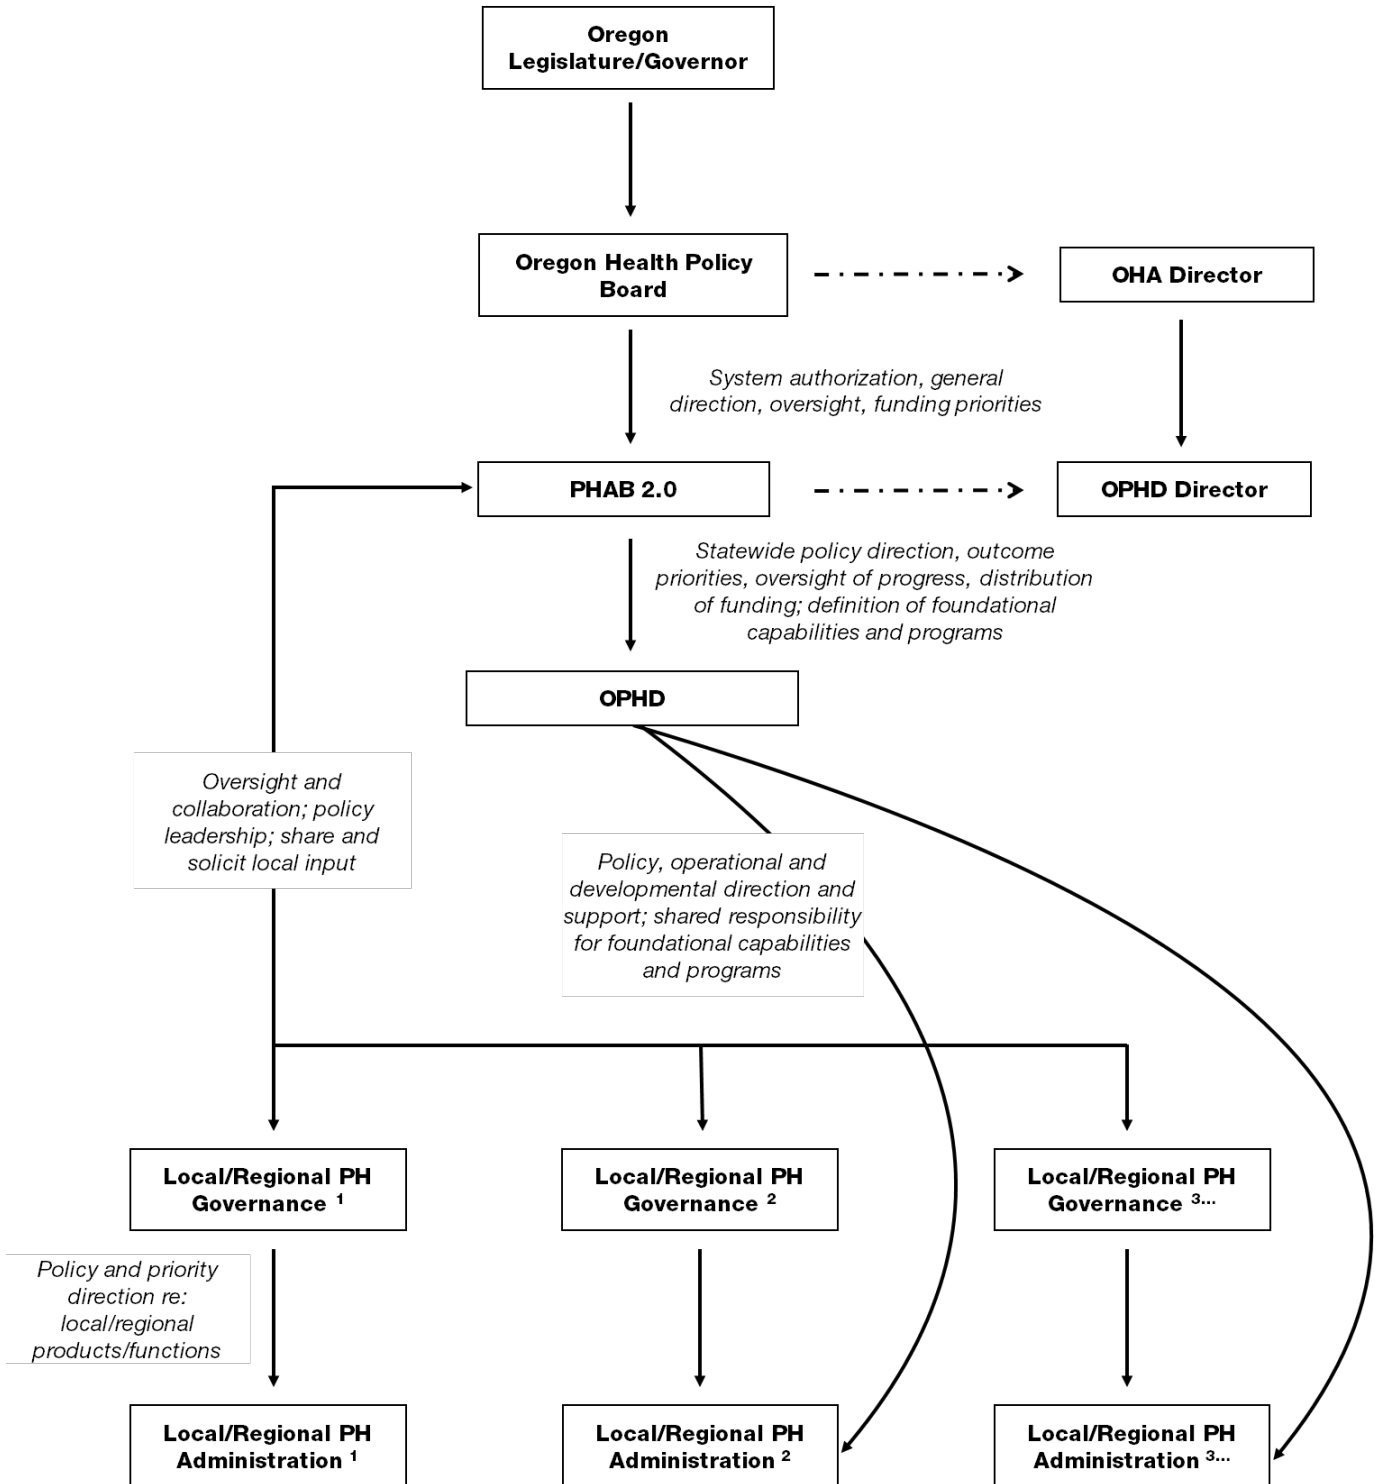 Oregon
Legislature/Governor
Oregon Health Policy
Board
OHA Director
System authorization, general
direction, oversight, funding priorities
PHAB 2.0
OPHD Director
Statewide policy direction, outcome
priorities, oversight of progress, distribution
of funding; definition of foundational
capabilities and programs
OPHD
Oversight and
collaboration; policy
leadership; share and
solicit local input
Policy, operational and
developmental direction and
support; shared responsibility
for foundational capabilities
and programs
Local/Regional PH
Governance ¹
Local/Regional PH
Governance ²
Local/Regional PH
Governance ³...
Policy and priority
direction re:
local/regional
products/functions
Local/Regional PH
Administration ¹
Local/Regional PH
Administration ²
Local/Regional PH
Administration ³...